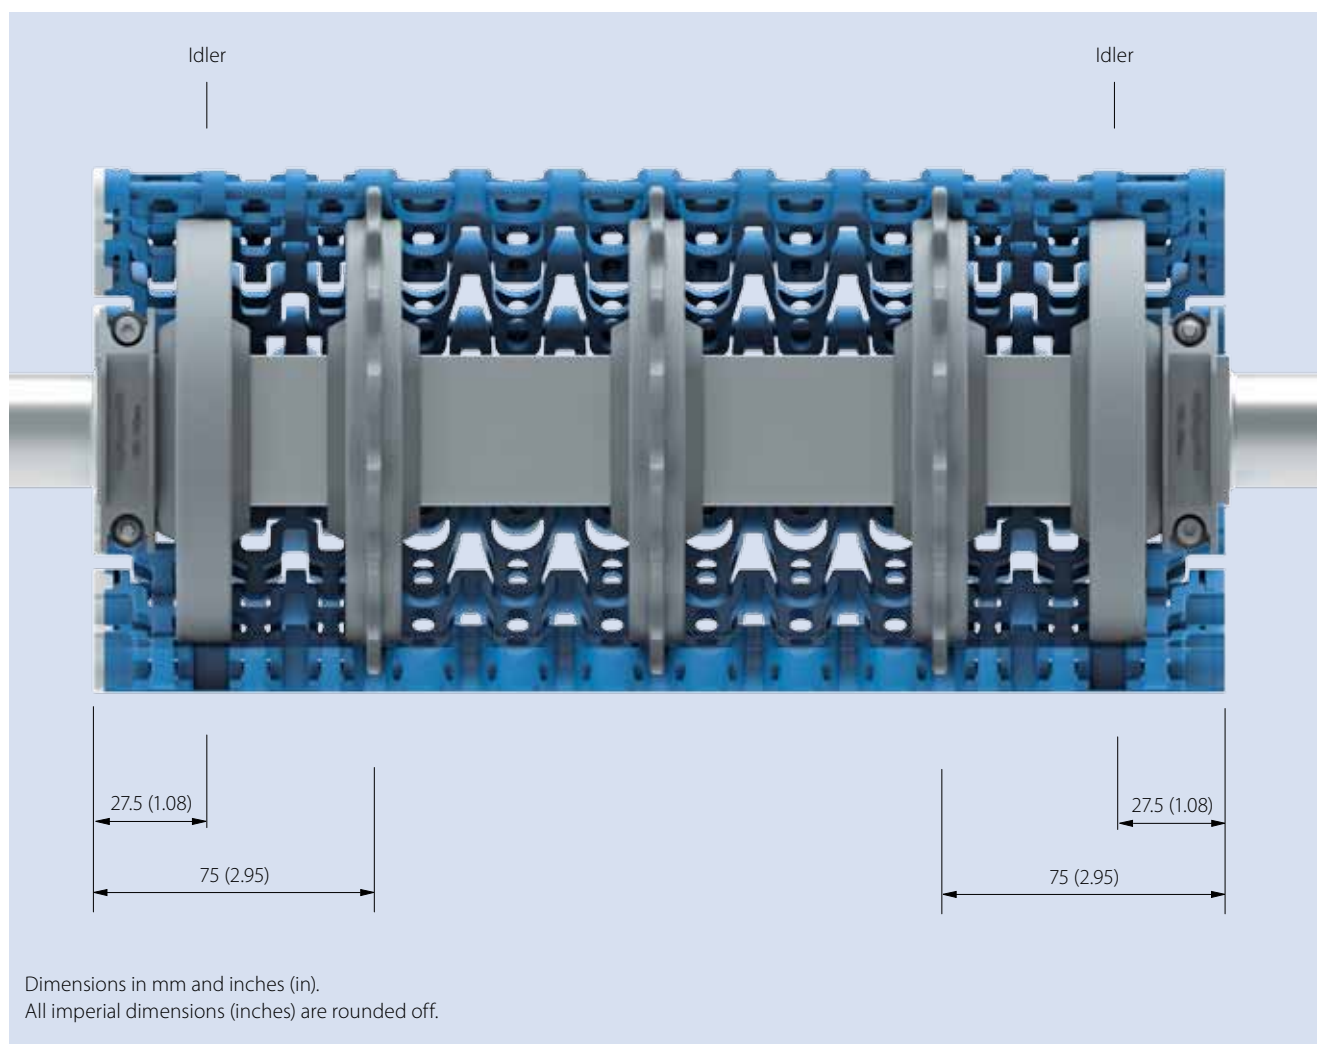 Idler
Idler
27.5 (1.08)
27.5 (1.08)
75 (2.95)
75 (2.95)
Dimensions in mm and inches (in).
All imperial dimensions (inches) are rounded off.